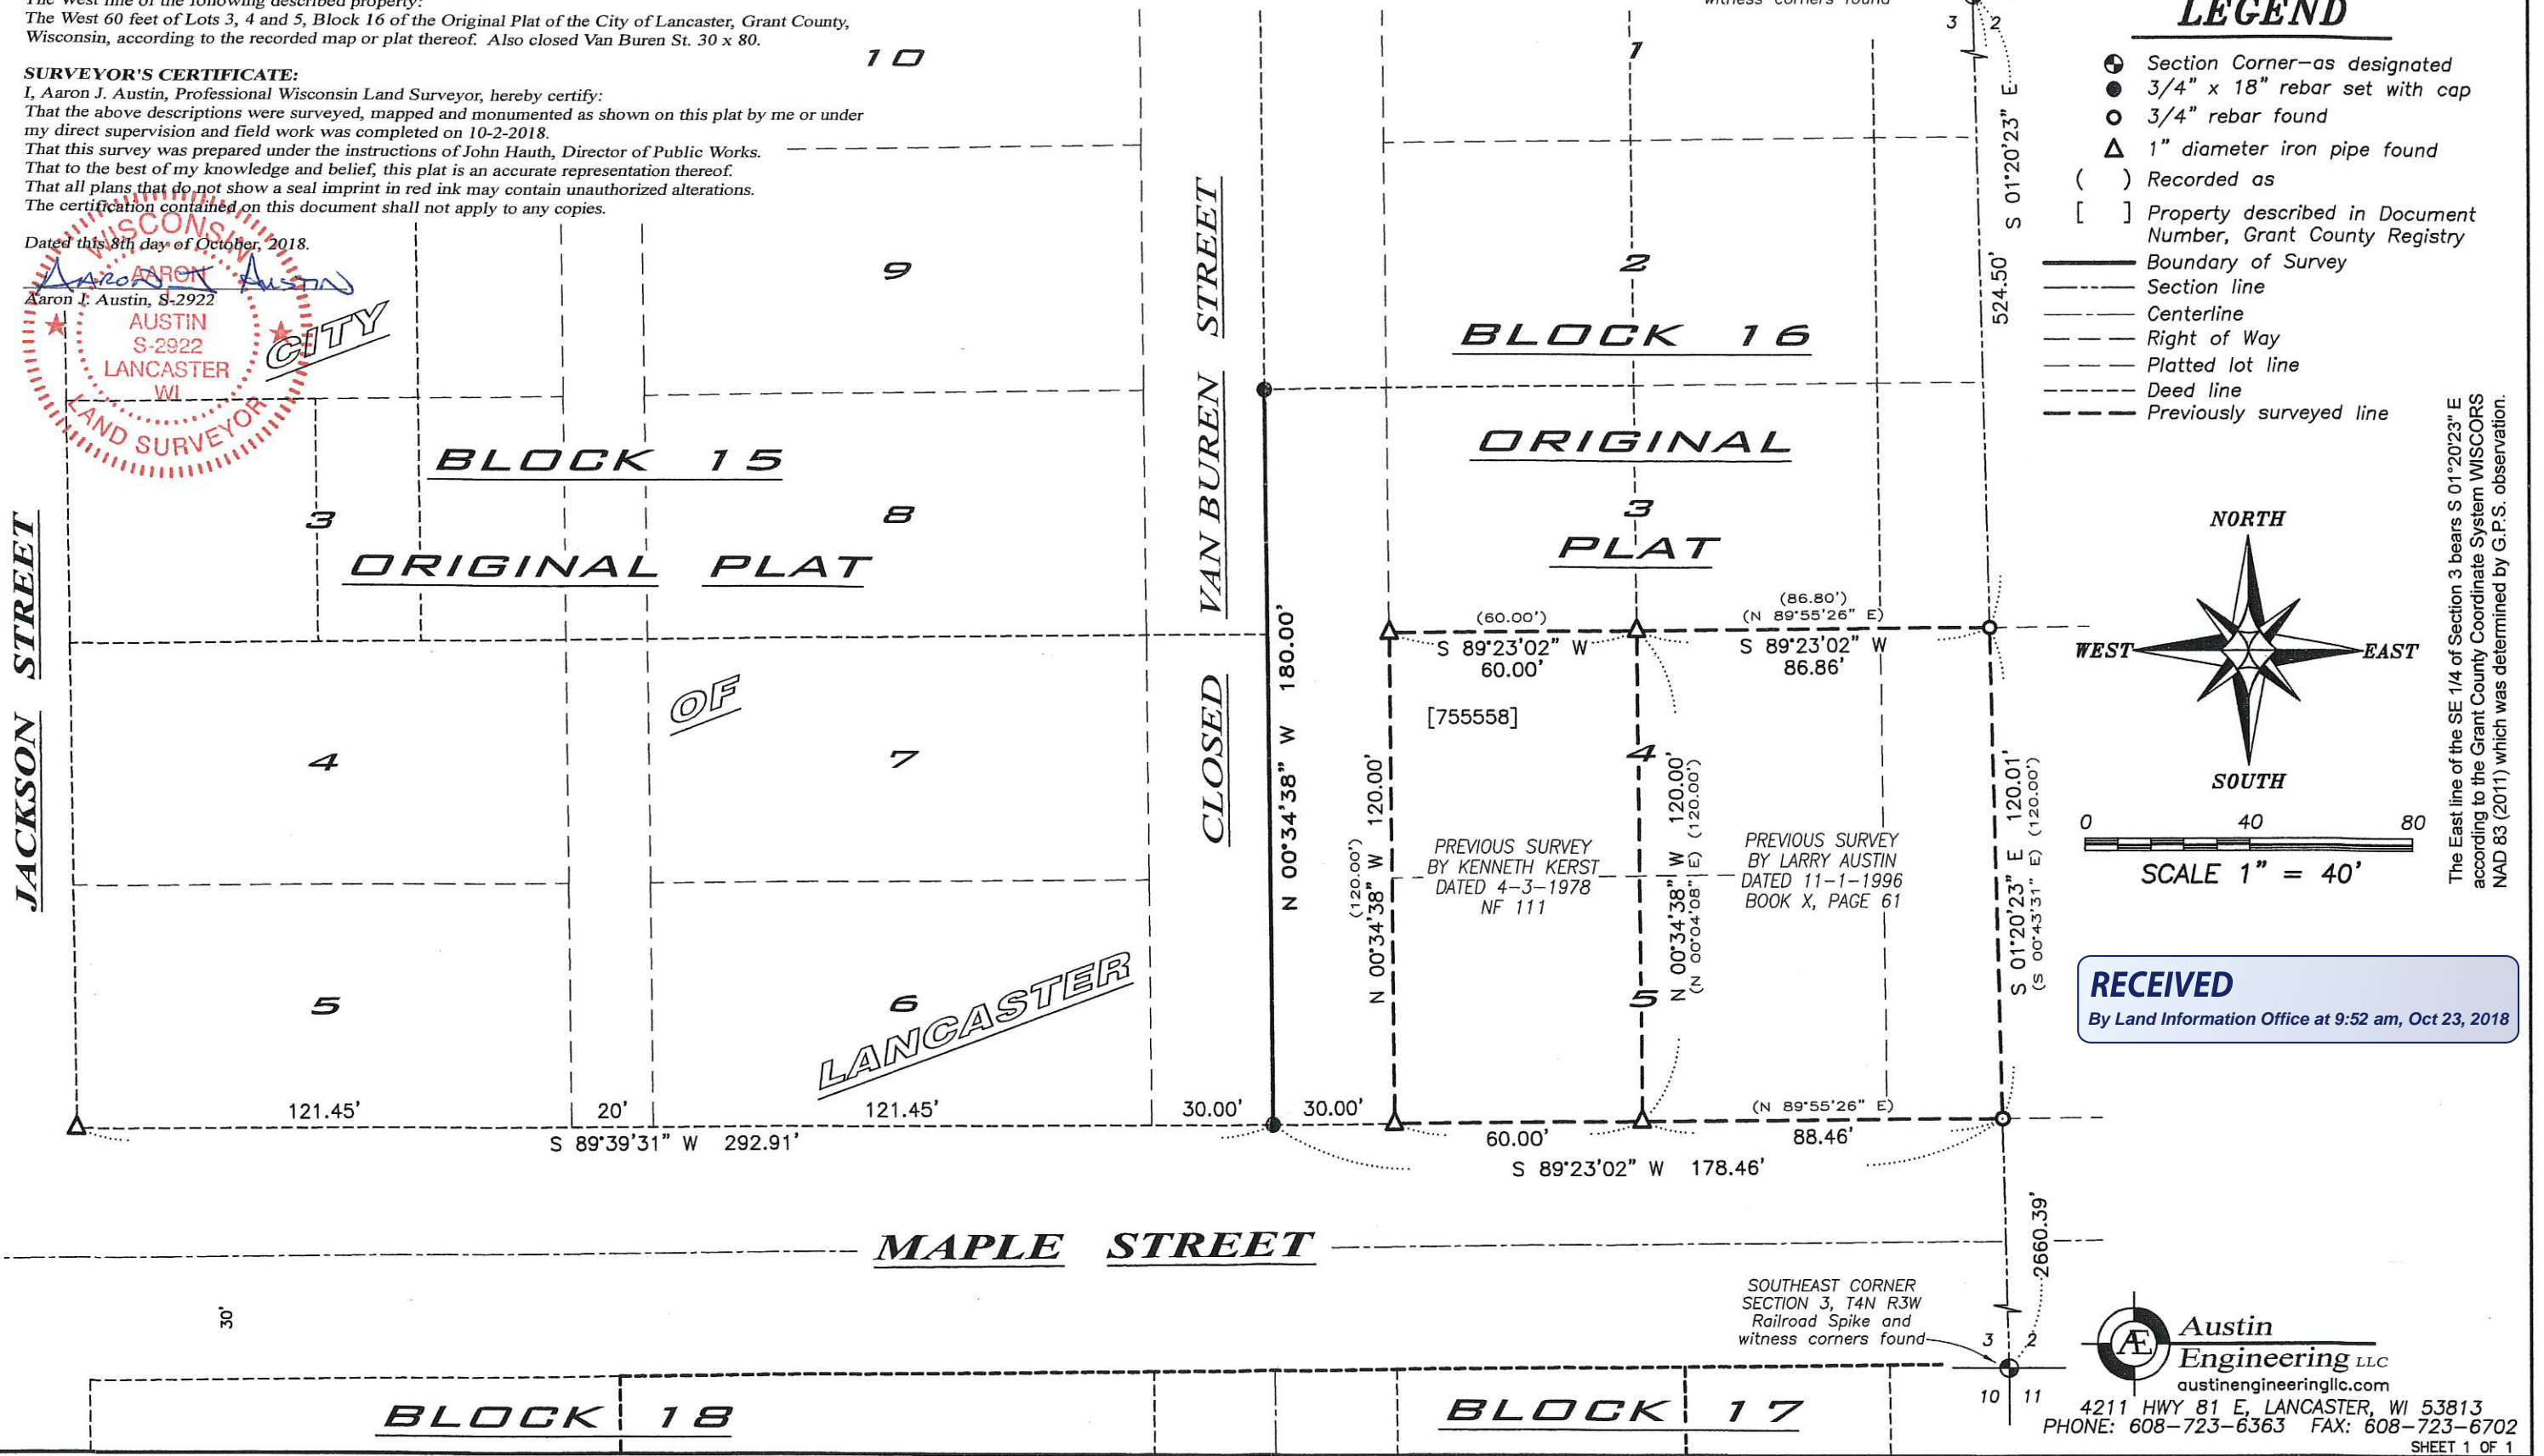 The West line of the following described property:
The West 60 feet of Lots 3, 4 and 5, Block 16 of the Original Plat of the City of Lancaster, Grant County,
Wisconsin, according to the recorded map or plat thereof. Also closed Van Buren St. 30 x 80.
SURVEYOR'S CERTIFICATE:
I, Aaron J. Austin, Professional Wisconsin Land Surveyor, hereby certify:
That the above descriptions were surveyed, mapped and monumented as shown on this plat by me or under
my direct supervision and field work was completed on 10-2-2018.
That this survey was prepared under the instructions of John Hauth, Director of Public Works.
That to the best of my knowledge and belief, this plat is an accurate representation thereof.
That all plans that do not show a seal imprint in red ink may contain unauthorized alterations.
The certification contained on this document shall not apply to any copies.
Dated this 8th day of October, 2018.
AARON J AUSTIN
Aaron J. Austin, S-2922
WISCONSIN
AARON
J.
AUSTIN
S-2922
LANCASTER
WI
LAND SURVEYOR
CITY
OF
LANCASTER
JACKSON STREET
BLOCK 15
ORIGINAL PLAT
10
9
3
8
4
7
5
6
121.45'
20'
121.45'
S 89°39'31" W 292.91'
30.00'
30.00'
CLOSED VAN BUREN STREET
N 00°34'38" W 180.00'
1
2
BLOCK 16
ORIGINAL
3
PLAT
(60.00')
S 89°23'02" W
60.00'
(86.80')
(N 89°55'26" E)
S 89°23'02" W
86.86'
[755558]
4
5
(120.00')
N 00°34'38" W 120.00'
PREVIOUS SURVEY
BY KENNETH KERST
DATED 4-3-1978
NF 111
N 00°34'38" W 120.00'
(N 00°04'08" E) (120.00')
PREVIOUS SURVEY
BY LARRY AUSTIN
DATED 11-1-1996
BOOK X, PAGE 61
S 01°20'23" E 120.01'
(S 00°43'31" E) (120.00')
60.00'
(N 89°55'26" E)
88.46'
S 89°23'02" W 178.46'
witness corners found
3 2
524.50' S 01°20'23" E
2660.39'
MAPLE STREET
30'
SOUTHEAST CORNER
SECTION 3, T4N R3W
Railroad Spike and
witness corners found
3 2
10 11
BLOCK 18
BLOCK 17
LEGEND
Section Corner-as designated
3/4" x 18" rebar set with cap
3/4" rebar found
1" diameter iron pipe found
( ) Recorded as
[ ] Property described in Document
Number, Grant County Registry
Boundary of Survey
Section line
Centerline
Right of Way
Platted lot line
Deed line
Previously surveyed line
The East line of the SE 1/4 of Section 3 bears S 01°20'23" E
according to the Grant County Coordinate System WISCORS
NAD 83 (2011) which was determined by G.P.S. observation.
NORTH
WEST
EAST
SOUTH
0 40 80
SCALE 1" = 40'
RECEIVED
By Land Information Office at 9:52 am, Oct 23, 2018
AE
Austin
Engineering LLC
austinengineeringllc.com
4211 HWY 81 E, LANCASTER, WI 53813
PHONE: 608-723-6363 FAX: 608-723-6702
SHEET 1 OF 1